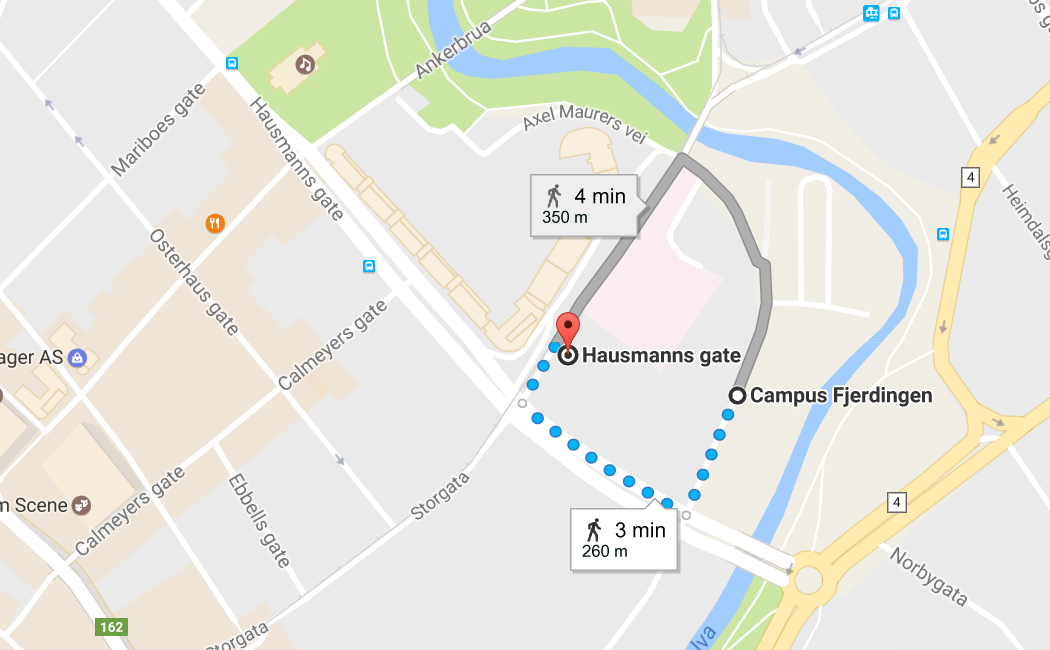 Ankerbrua
Mariboes gate
Hausmanns gate
Axel Maurers vei
4
4 min
350 m
Heimdalsg
Osterhaus gate
Calmeyers gate
ager AS
Hausmanns gate
Campus Fjerdingen
Calmeyers gate
Ebbells gate
Storgata
m Scene
4
3 min
260 m
Norbygata
162
Storgata
lva